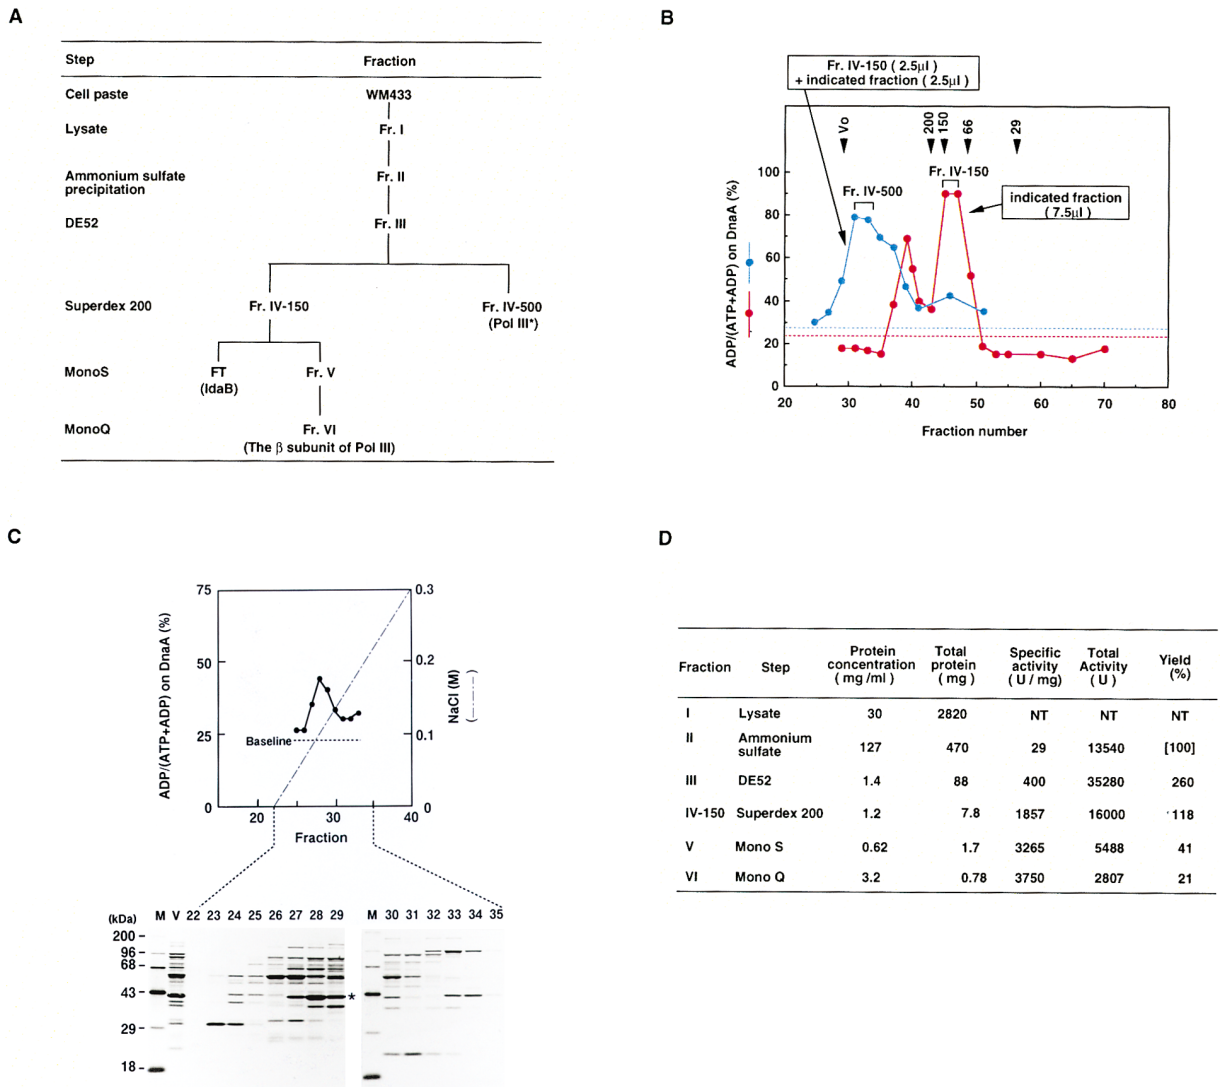 A
Step Fraction
Cell paste WM433
Lysate Fr. I
Ammonium sulfate
precipitation Fr. II
DE52 Fr. III
Superdex 200 Fr. IV-150 Fr. IV-500
(Pol III*)
MonoS FT Fr. V
(IdaB)
MonoQ Fr. VI
(The β subunit of Pol III)
B
Fr. IV-150 ( 2.5µl )
+ indicated fraction ( 2.5µl )
Vo 200 150 66 29
Fr. IV-500
Fr. IV-150
indicated fraction
( 7.5µl )
ADP/(ATP+ADP) on DnaA (%)
100
80
60
40
20
0
20 30 40 50 60 70 80
Fraction number
C
ADP/(ATP+ADP) on DnaA (%)
75
50
25
0
Baseline
0.3
0.2
0.1
0
NaCl (M)
( )
20 30 40
Fraction
(kDa) M V 22 23 24 25 26 27 28 29 M 30 31 32 33 34 35
200
96
68
43
29
18
*
D
Fraction Step Protein concentration ( mg /ml ) Total protein ( mg ) Specific activity ( U / mg) Total Activity ( U ) Yield (%)
I Lysate 30 2820 NT NT NT
II Ammonium sulfate 127 470 29 13540 [100]
III DE52 1.4 88 400 35280 260
IV-150 Superdex 200 1.2 7.8 1857 16000 118
V Mono S 0.62 1.7 3265 5488 41
VI Mono Q 3.2 0.78 3750 2807 21